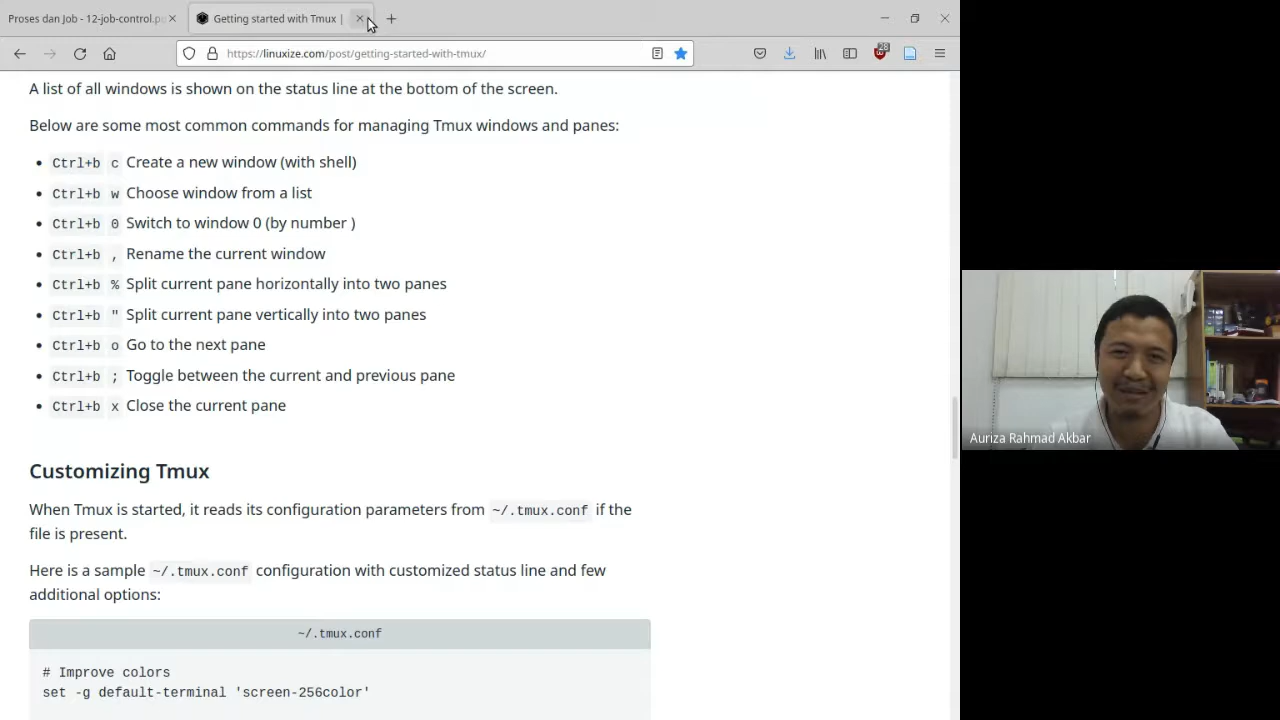 Proses dan Job - 12-job-control.po
Getting started with Tmux |
https://linuxize.com/post/getting-started-with-tmux/
28
A list of all windows is shown on the status line at the bottom of the screen.
Below are some most common commands for managing Tmux windows and panes:
Ctrl+b c Create a new window (with shell)
Ctrl+b w Choose window from a list
Ctrl+b 0 Switch to window 0 (by number )
Ctrl+b , Rename the current window
Ctrl+b % Split current pane horizontally into two panes
Ctrl+b " Split current pane vertically into two panes
Ctrl+b o Go to the next pane
Ctrl+b ; Toggle between the current and previous pane
Ctrl+b x Close the current pane
Customizing Tmux
When Tmux is started, it reads its configuration parameters from ~/.tmux.conf if the
file is present.
Here is a sample ~/.tmux.conf configuration with customized status line and few
additional options:
~/.tmux.conf
# Improve colors
set -g default-terminal 'screen-256color'
Auriza Rahmad Akbar